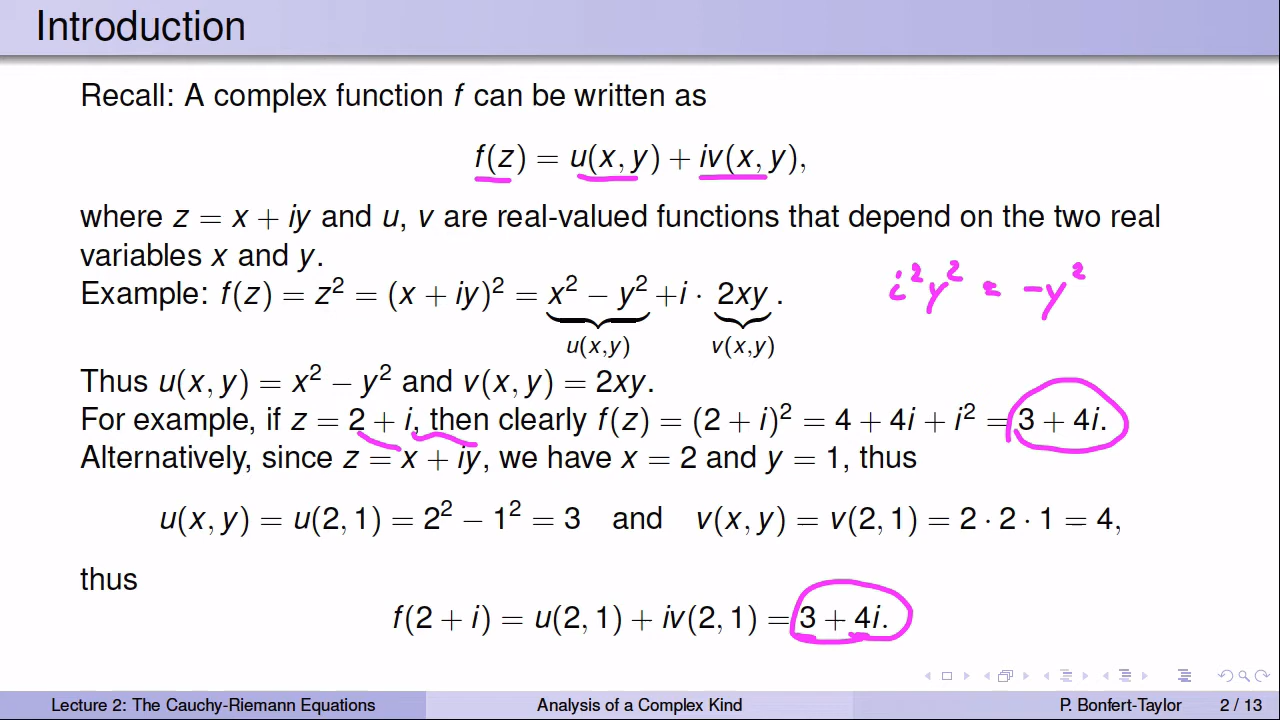 Introduction
Recall: A complex function f can be written as
f(z) = u(x, y) + iv(x, y),
where z = x + iy and u, v are real-valued functions that depend on the two real
variables x and y.
i²y² = -y²
Example: f(z) = z² = (x + iy)² = x² − y² + i · 2xy .
u(x,y) v(x,y)
Thus u(x, y) = x² − y² and v(x, y) = 2xy.
For example, if z = 2 + i, then clearly f(z) = (2 + i)² = 4 + 4i + i² = 3 + 4i.
Alternatively, since z = x + iy, we have x = 2 and y = 1, thus
u(x, y) = u(2, 1) = 2² − 1² = 3 and v(x, y) = v(2, 1) = 2 · 2 · 1 = 4,
thus
f(2 + i) = u(2, 1) + iv(2, 1) = 3 + 4i.
Lecture 2: The Cauchy-Riemann Equations Analysis of a Complex Kind P. Bonfert-Taylor 2 / 13